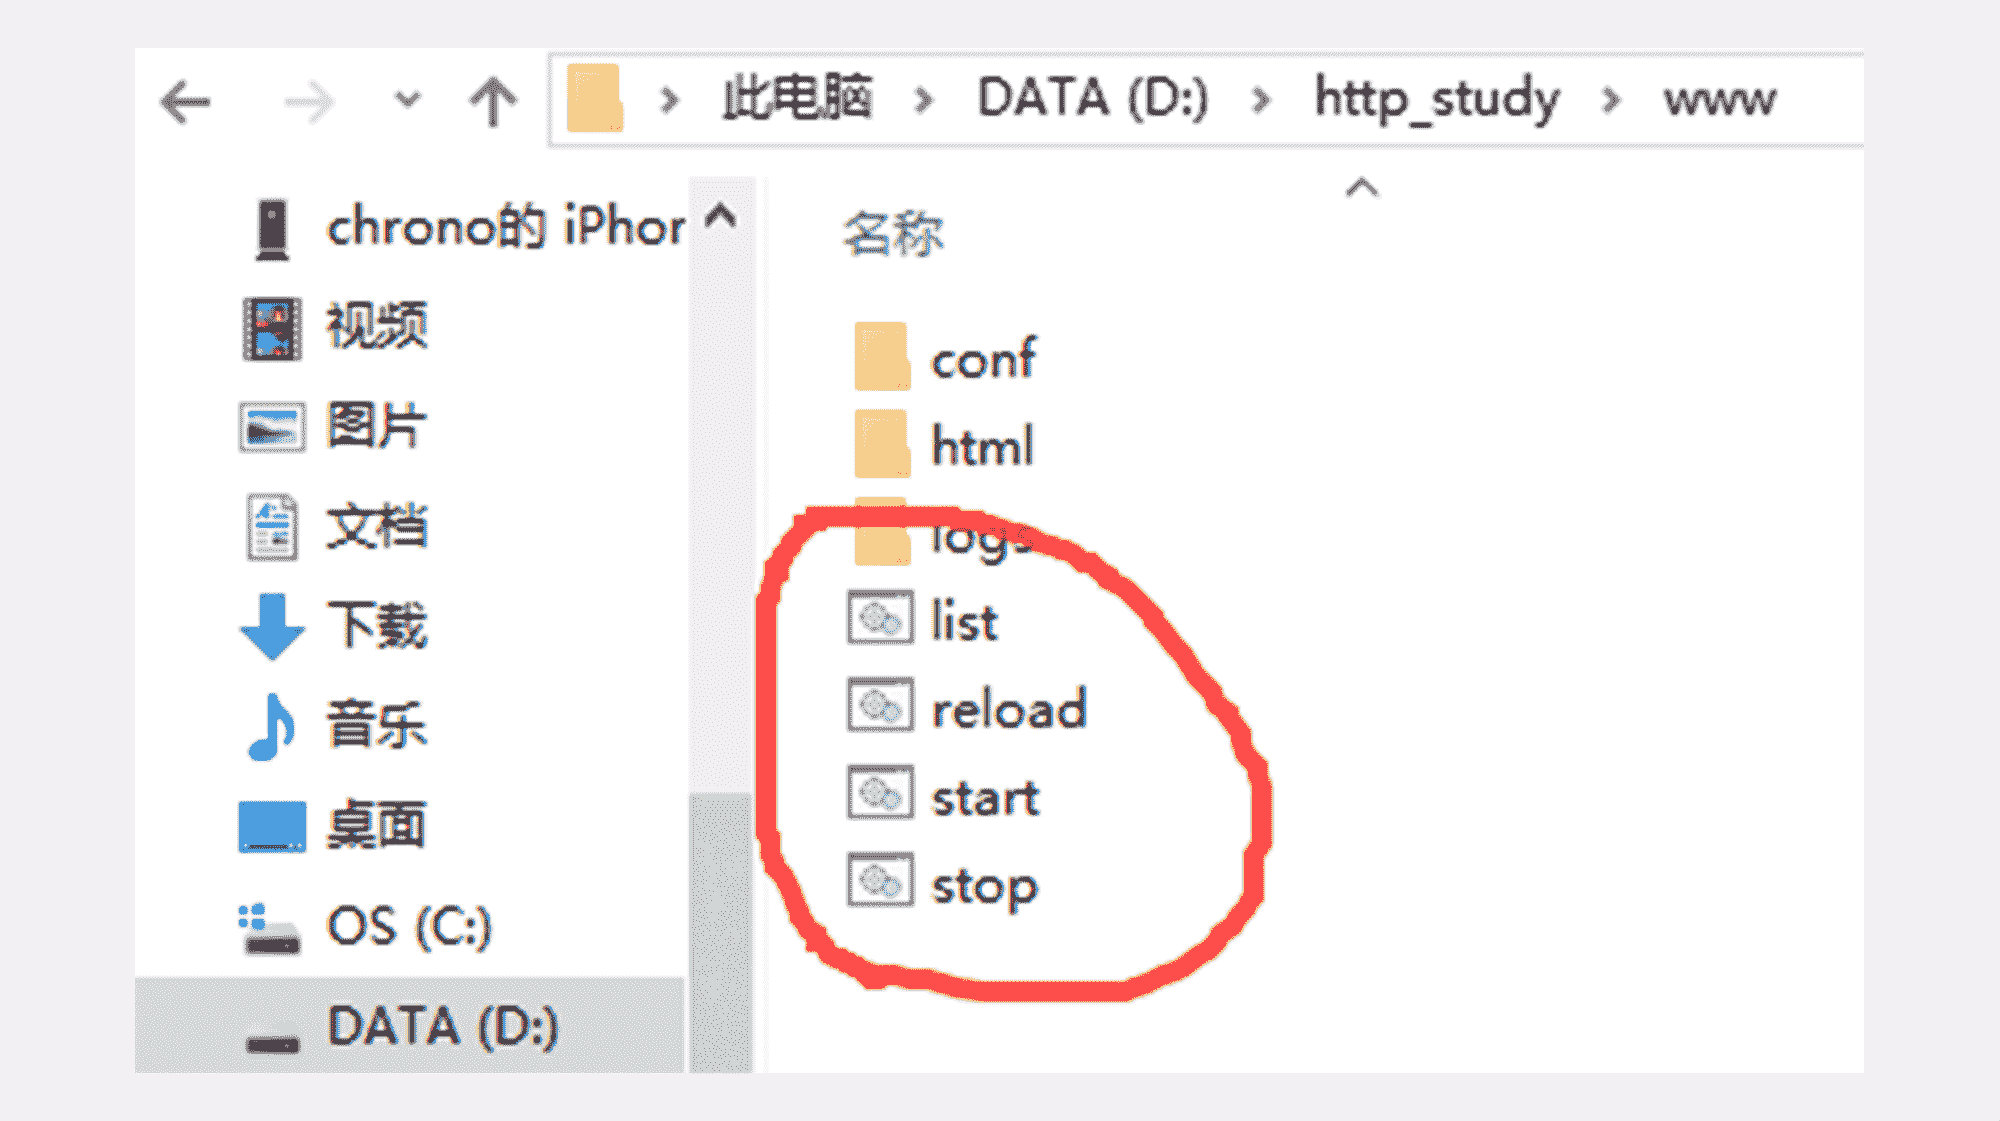 此电脑 > DATA (D:) > http_study > www
chrono的 iPhor
视频
图片
文档
下载
音乐
桌面
OS (C:)
DATA (D:)
名称
conf
html
logs
list
reload
start
stop